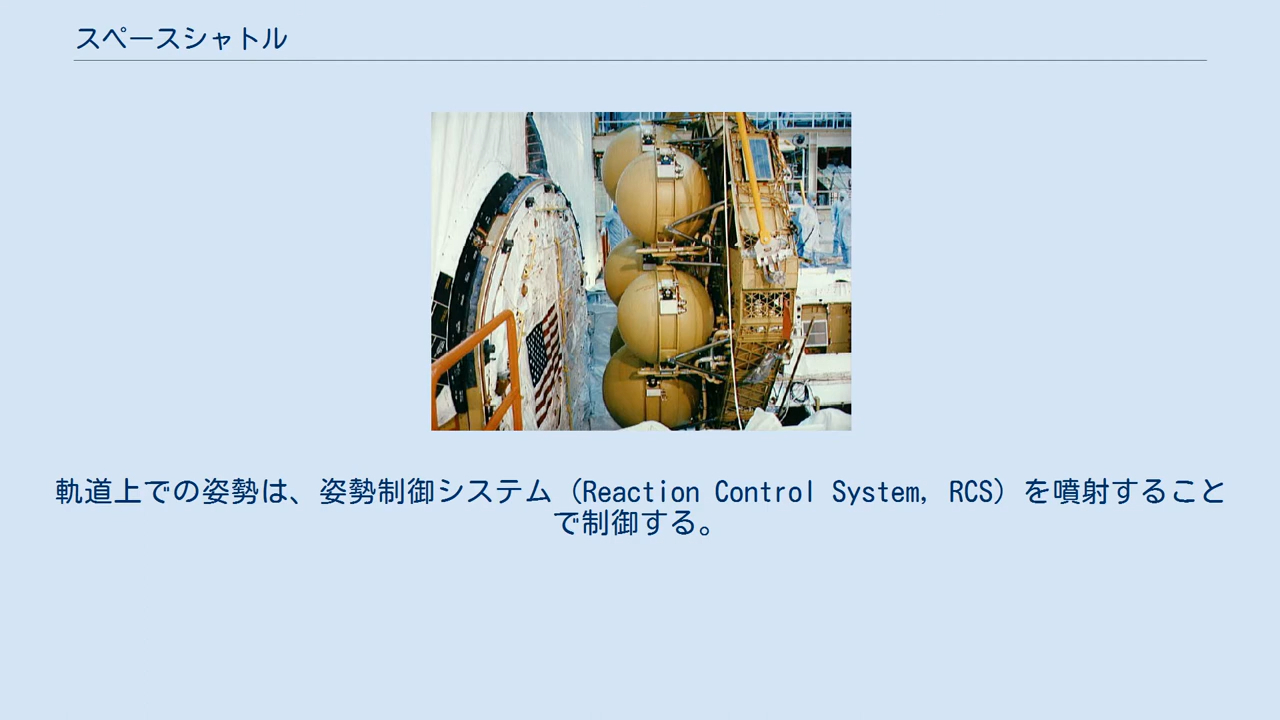 スペースシャトル
軌道上での姿勢は、姿勢制御システム（Reaction Control System, RCS）を噴射すること
で制御する。